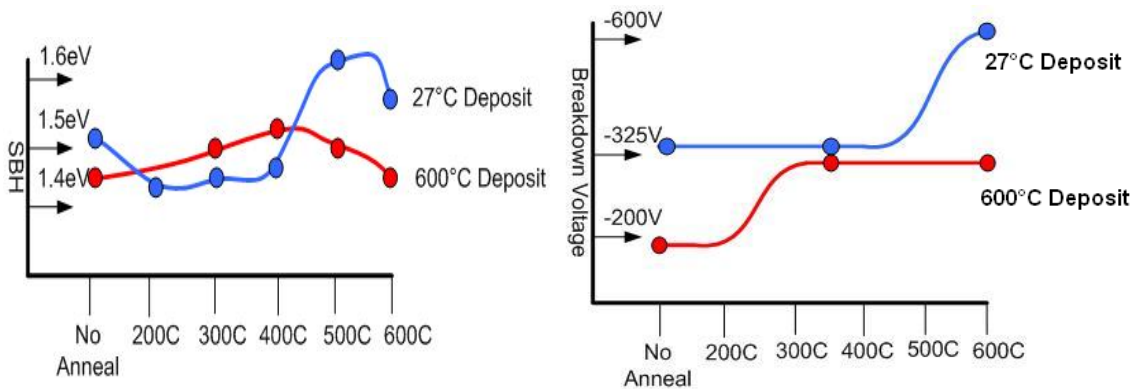 1.6eV
27°C Deposit
1.5eV
SBH
1.4eV
600°C Deposit
No Anneal
200C
300C
400C
500C
600C
-600V
27°C Deposit
Breakdown Voltage
-325V
600°C Deposit
-200V
No Anneal
200C
300C
400C
500C
600C